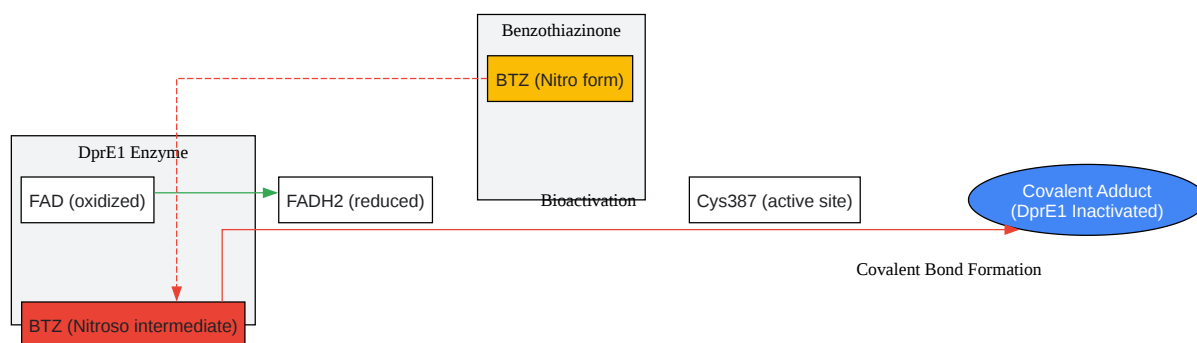 Benzothiazinone
BTZ (Nitro form)
DprE1 Enzyme
FAD (oxidized)
FADH2 (reduced)
Bioactivation
Cys387 (active site)
Covalent Adduct
(DprE1 Inactivated)
Covalent Bond Formation
BTZ (Nitroso intermediate)